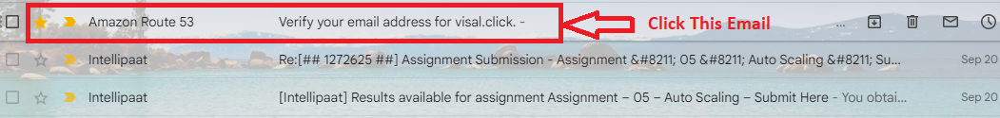 Amazon Route 53 Verify your email address for visal.click. - Click This Email ...
Intellipaat Re:[## 1272625 ##] Assignment Submission - Assignment &#8211; 05 &#8211; Auto Scaling &#8211; Su... Sep 20
Intellipaat [Intellipaat] Results available for assignment Assignment – 05 – Auto Scaling – Submit Here - You obtai... Sep 20